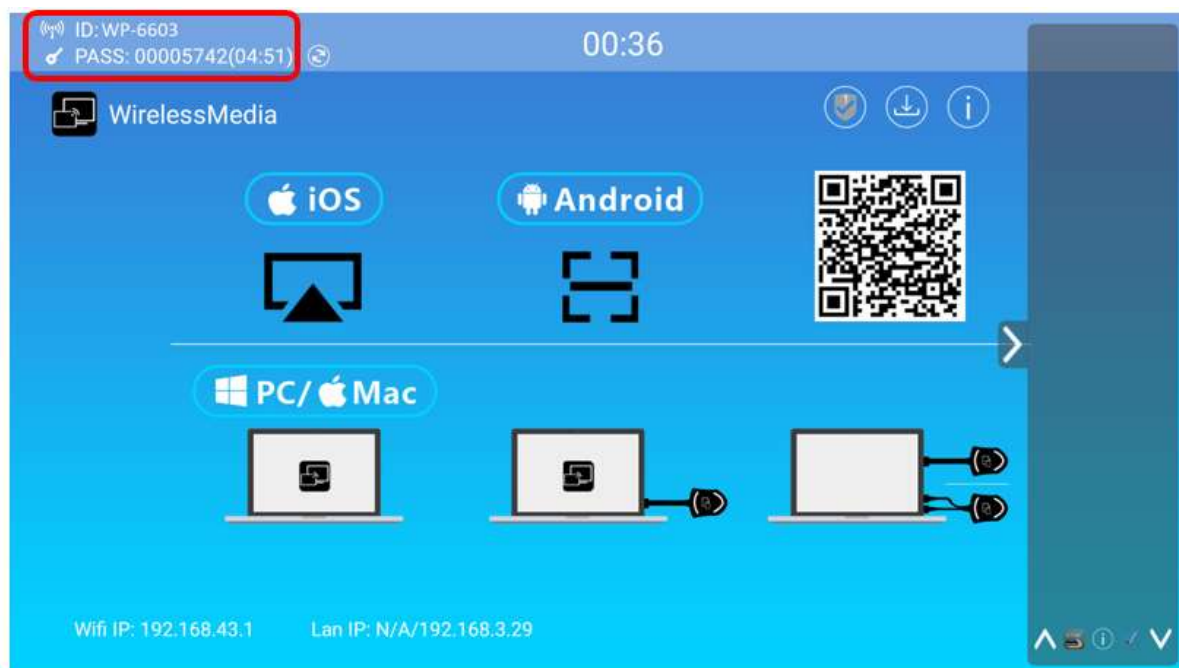 ID: WP-6603
PASS: 00005742(04:51)
00:36
WirelessMedia
i
iOS
Android
PC/ Mac
Wifi IP: 192.168.43.1
Lan IP: N/A/192.168.3.29
i